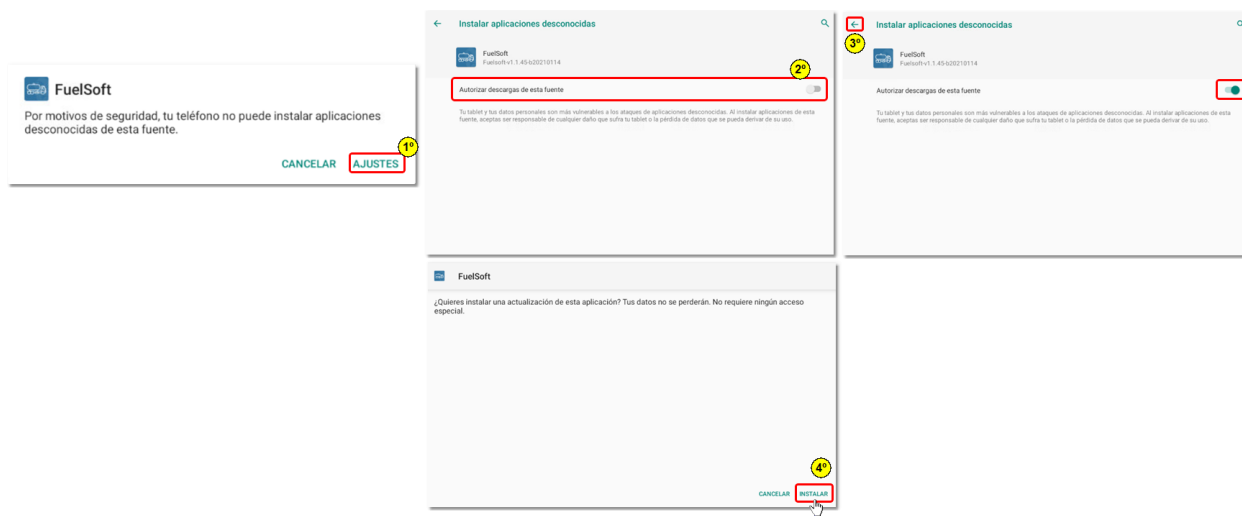 FuelSoft
Por motivos de seguridad, tu teléfono no puede instalar aplicaciones
desconocidas de esta fuente.
CANCELAR AJUSTES
1º
Instalar aplicaciones desconocidas
FuelSoft
Fuelsoft-v1.1.45-b20210114
2º
Autorizar descargas de esta fuente
Tu tablet y tus datos personales son más vulnerables a los ataques de aplicaciones desconocidas. Al instalar aplicaciones de esta
fuente, aceptas ser responsable de cualquier daño que sufra tu tablet o la pérdida de datos que se pueda derivar de su uso.
Instalar aplicaciones desconocidas
3º
FuelSoft
Fuelsoft-v1.1.45-b20210114
Autorizar descargas de esta fuente
Tu tablet y tus datos personales son más vulnerables a los ataques de aplicaciones desconocidas. Al instalar aplicaciones de esta
fuente, aceptas ser responsable de cualquier daño que sufra tu tablet o la pérdida de datos que se pueda derivar de su uso.
FuelSoft
¿Quieres instalar una actualización de esta aplicación? Tus datos no se perderán. No requiere ningún acceso
especial.
4º
CANCELAR INSTALAR